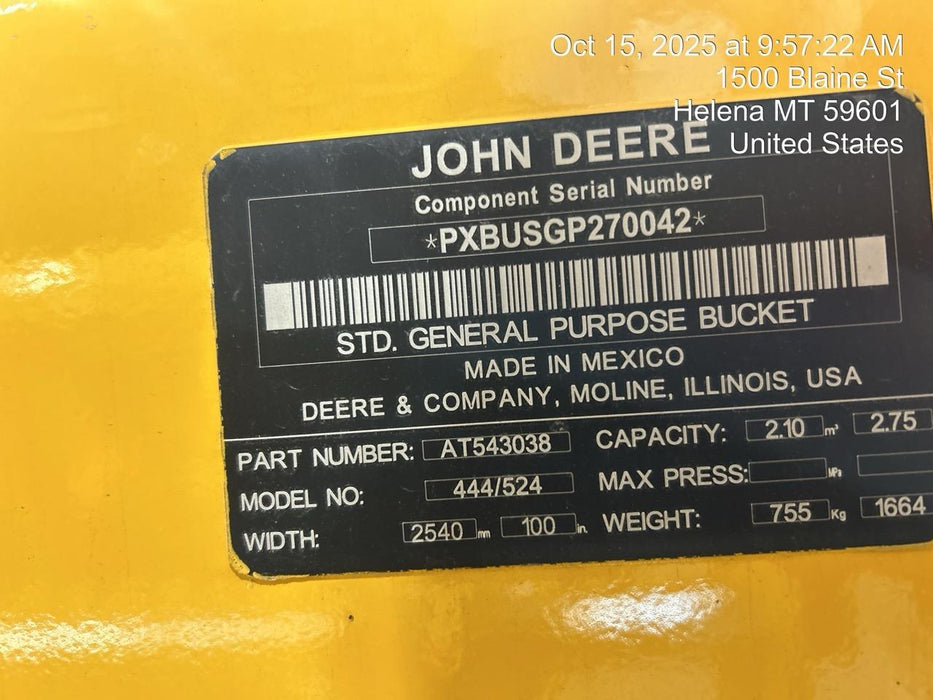 Oct 15, 2025 at 9:57:22 AM
1500 Blaine St
Helena MT 59601
United States
JOHN DEERE
Component Serial Number
*PXBUSGP270042*
STD. GENERAL PURPOSE BUCKET
MADE IN MEXICO
DEERE & COMPANY, MOLINE, ILLINOIS, USA
PART NUMBER: AT543038 CAPACITY: 2.10 m³ 2.75
MODEL NO: 444/524 MAX PRESS: MPa
WIDTH: 2540 mm 100 in. WEIGHT: 755 Kg 1664